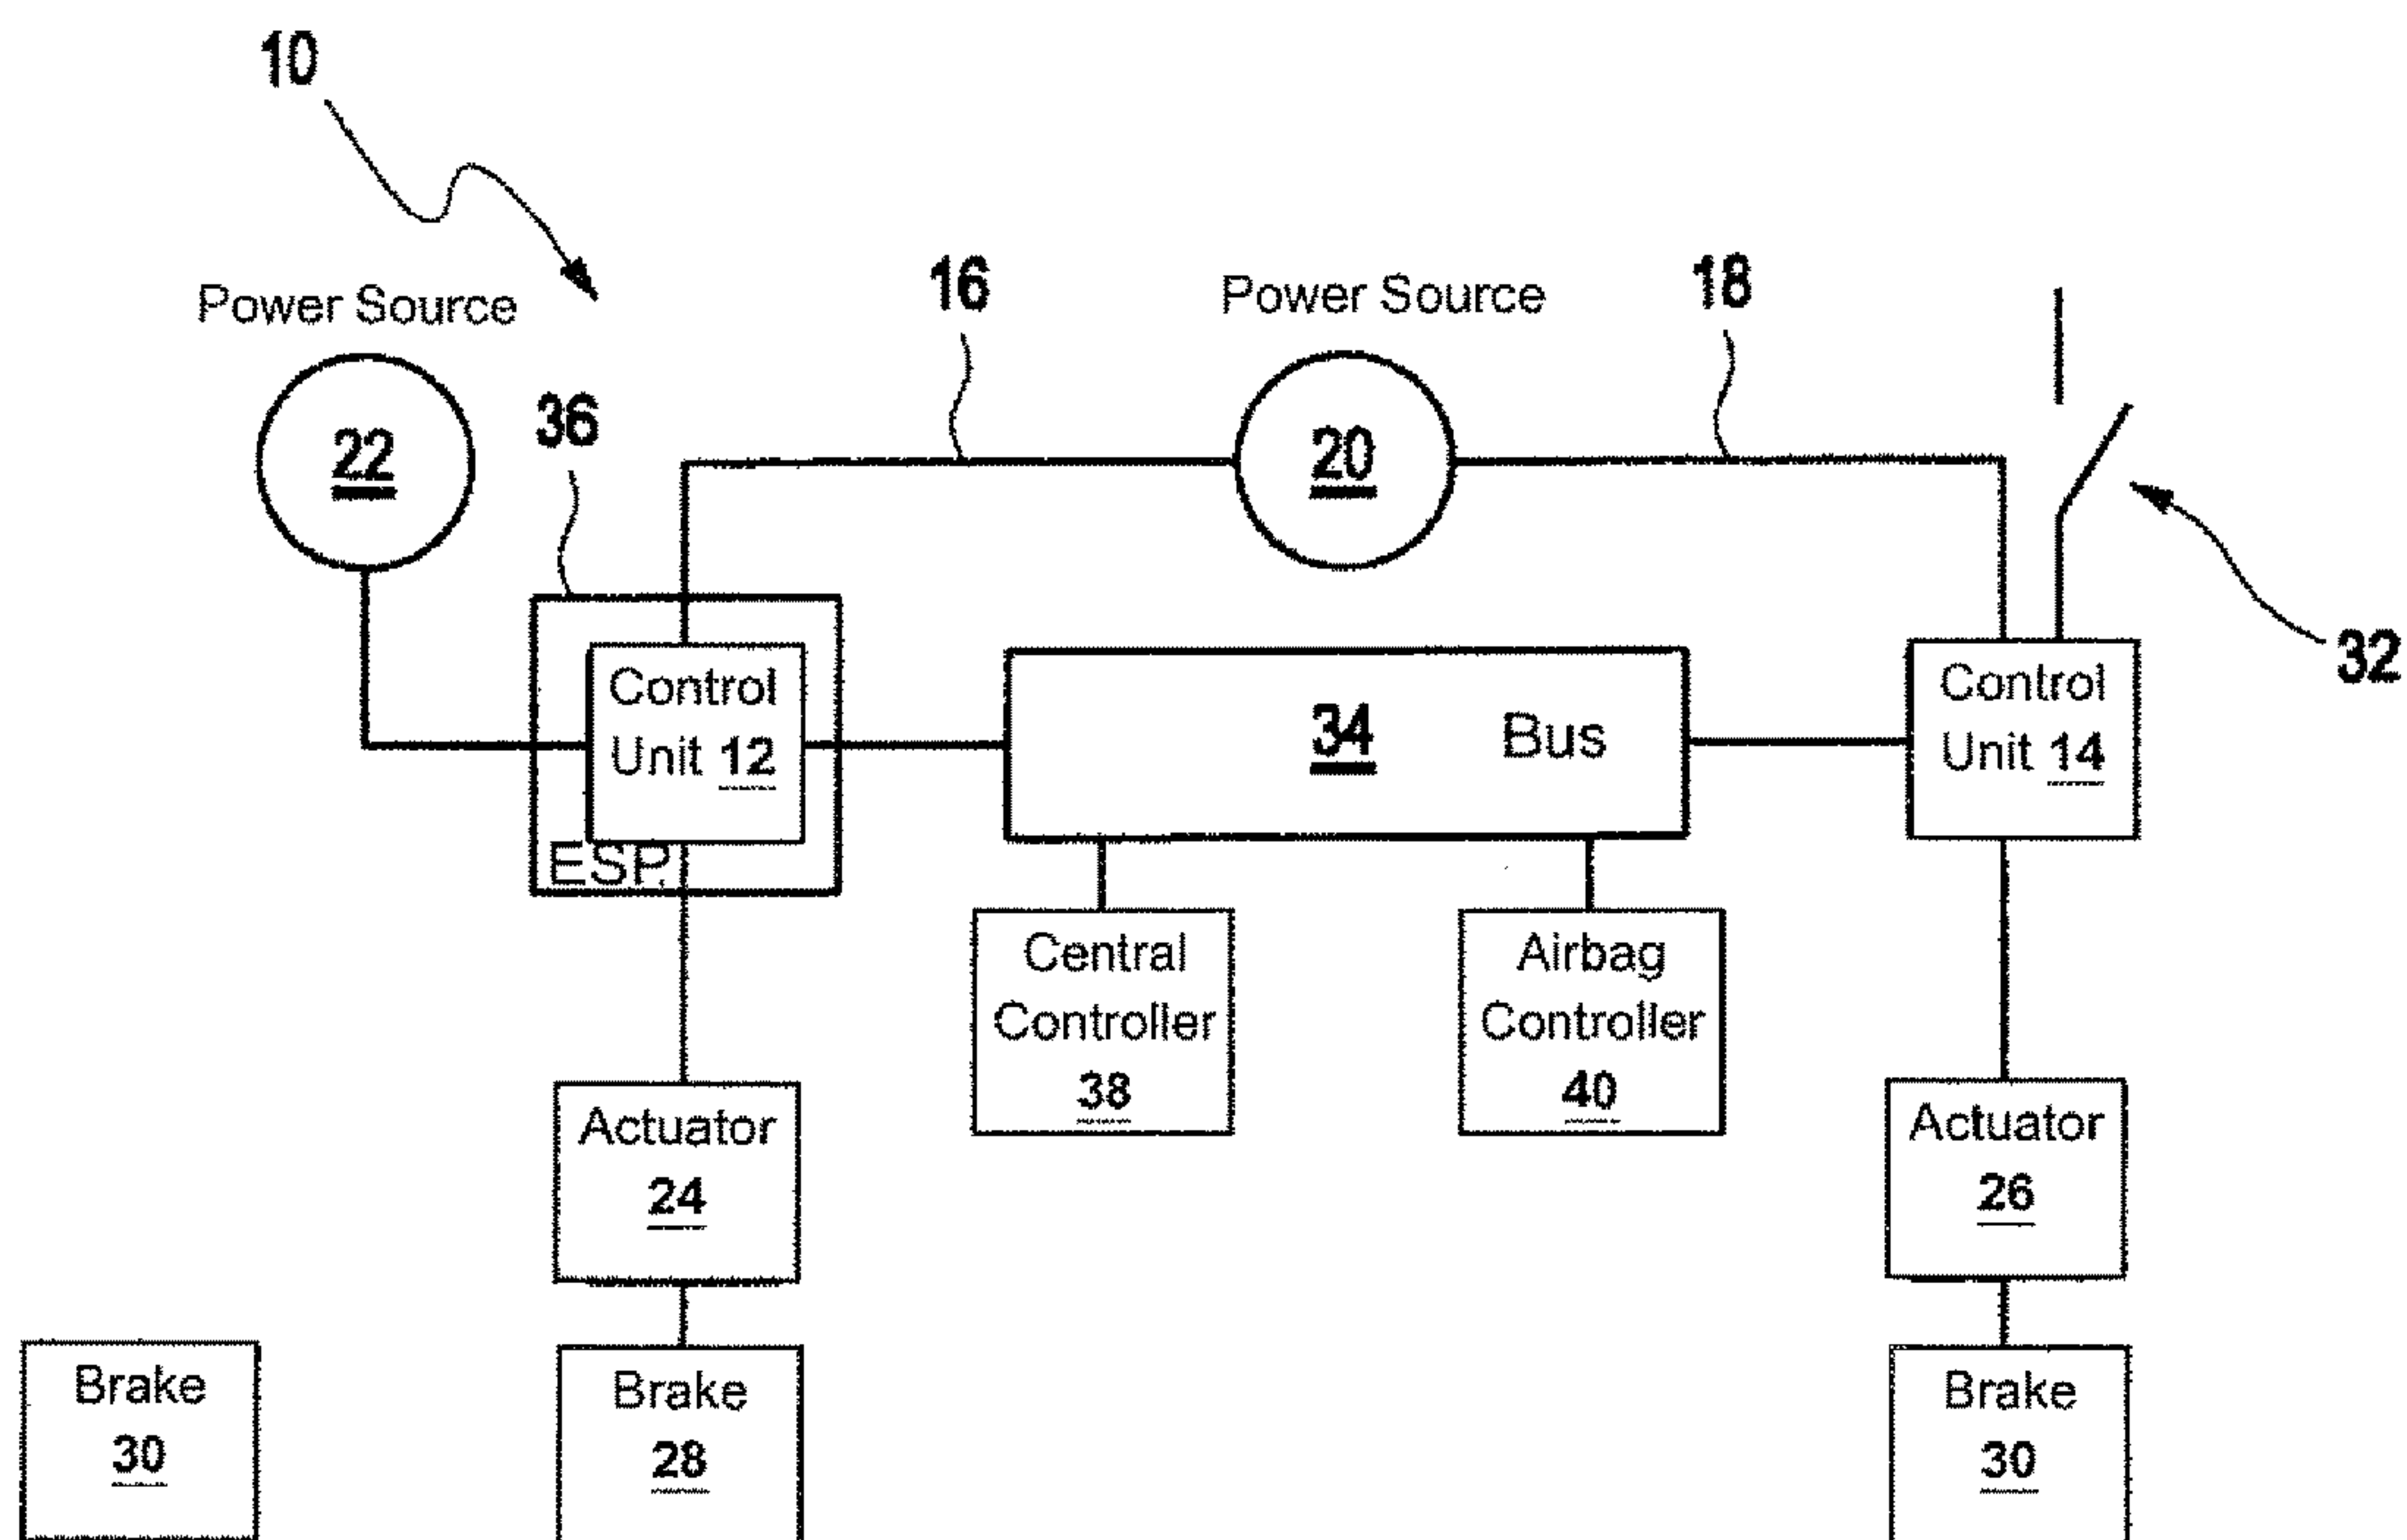 10
16
18
Power Source
Power Source
36
22
20
32
Control
Unit 12
34 Bus
Control
Unit 14
ESP
Central
Controller
38
Airbag
Controller
40
Actuator
24
Actuator
26
Brake
30
Brake
28
Brake
30